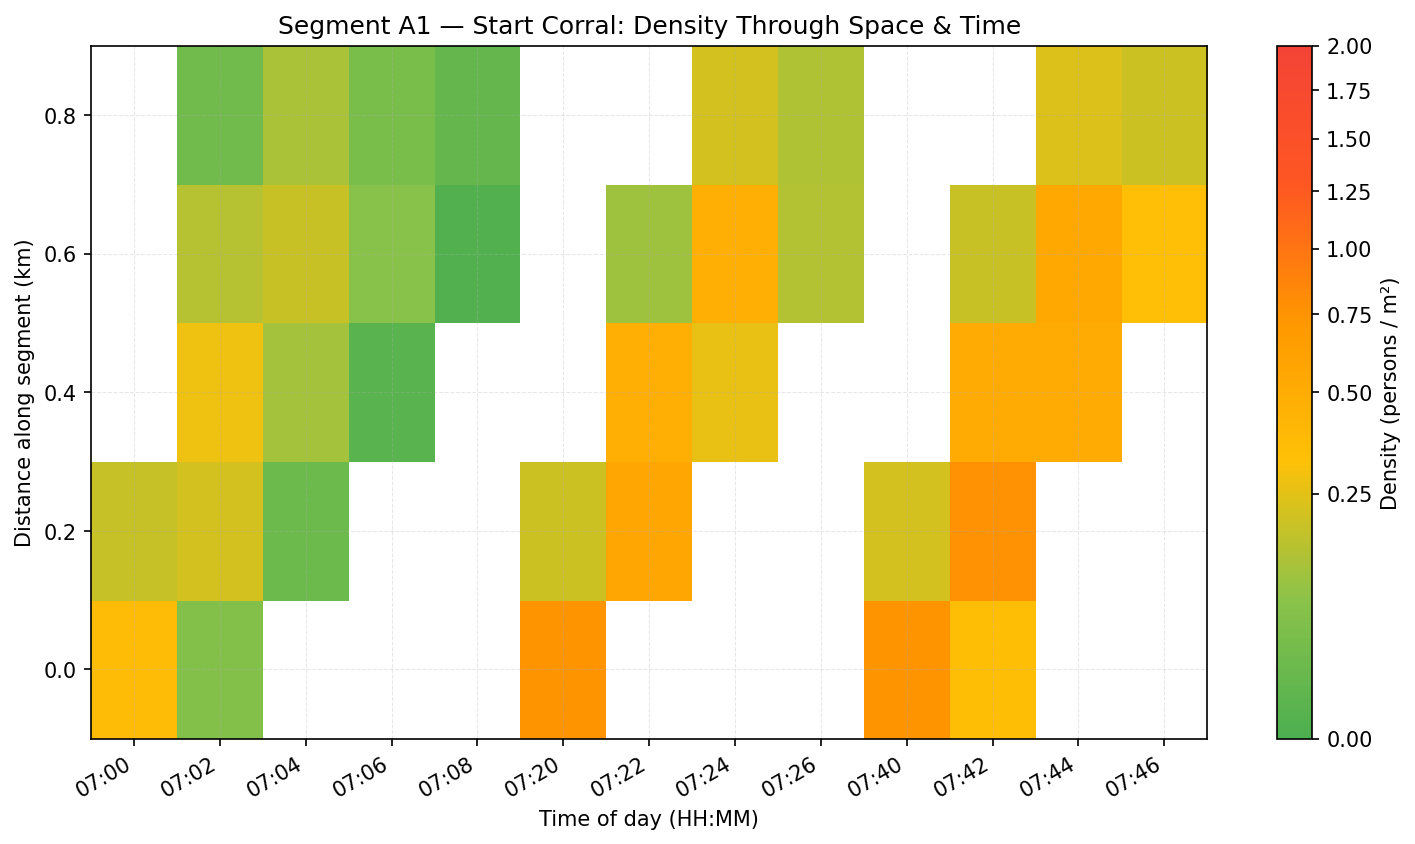 Segment A1 — Start Corral: Density Through Space & Time
Distance along segment (km)
0.8
0.6
0.4
0.2
0.0
07:00 07:02 07:04 07:06 07:08 07:20 07:22 07:24 07:26 07:40 07:42 07:44 07:46
Time of day (HH:MM)
2.00
1.75
1.50
1.25
1.00
0.75
0.50
0.25
0.00
Density (persons / m²)